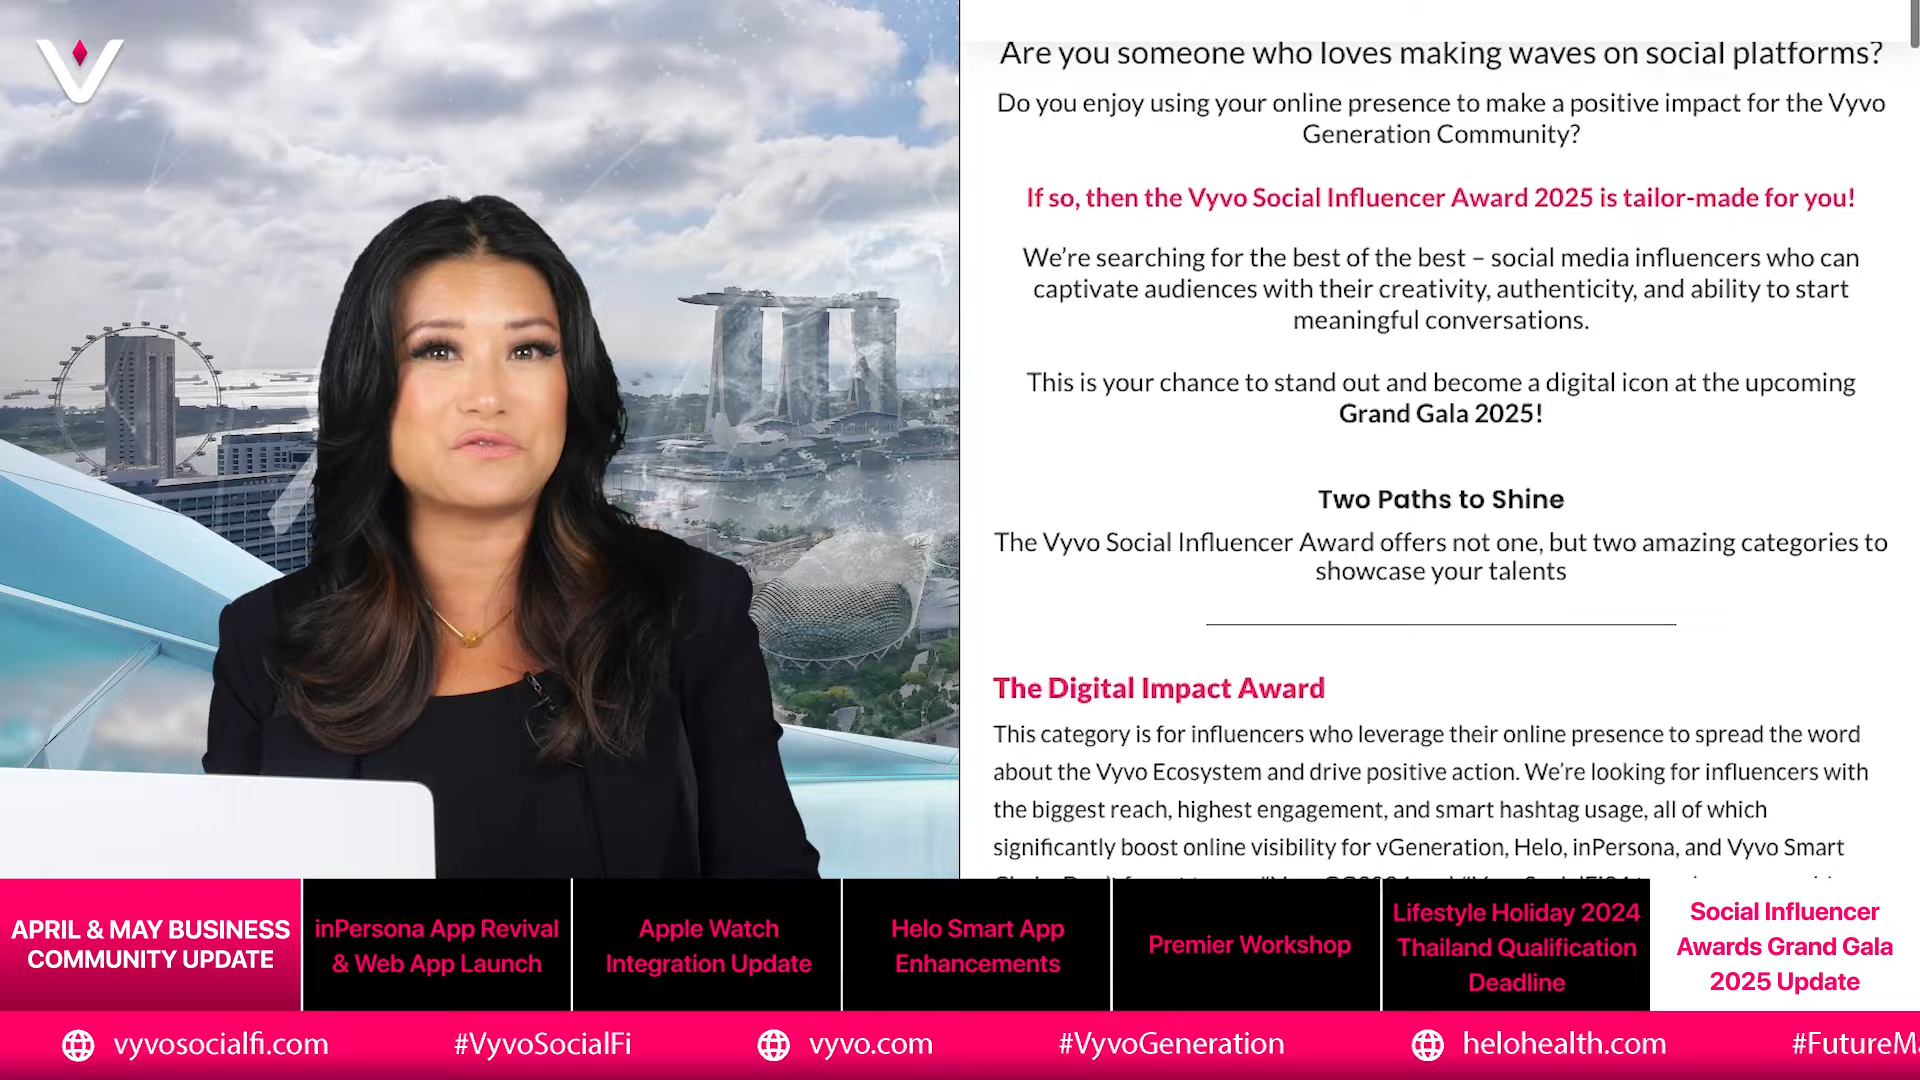 Are you someone who loves making waves on social platforms?
Do you enjoy using your online presence to make a positive impact for the Vyvo
Generation Community?
If so, then the Vyvo Social Influencer Award 2025 is tailor-made for you!
We’re searching for the best of the best – social media influencers who can
captivate audiences with their creativity, authenticity, and ability to start
meaningful conversations.
This is your chance to stand out and become a digital icon at the upcoming
Grand Gala 2025!
Two Paths to Shine
The Vyvo Social Influencer Award offers not one, but two amazing categories to
showcase your talents
The Digital Impact Award
This category is for influencers who leverage their online presence to spread the word
about the Vyvo Ecosystem and drive positive action. We’re looking for influencers with
the biggest reach, highest engagement, and smart hashtag usage, all of which
significantly boost online visibility for vGeneration, Helo, inPersona, and Vyvo Smart
APRIL & MAY BUSINESS
COMMUNITY UPDATE
inPersona App Revival
& Web App Launch
Apple Watch
Integration Update
Helo Smart App
Enhancements
Premier Workshop
Lifestyle Holiday 2024
Thailand Qualification
Deadline
Social Influencer
Awards Grand Gala
2025 Update
vyvosocialfi.com #VyvoSocialFi vyvo.com #VyvoGeneration helohealth.com #FutureMa